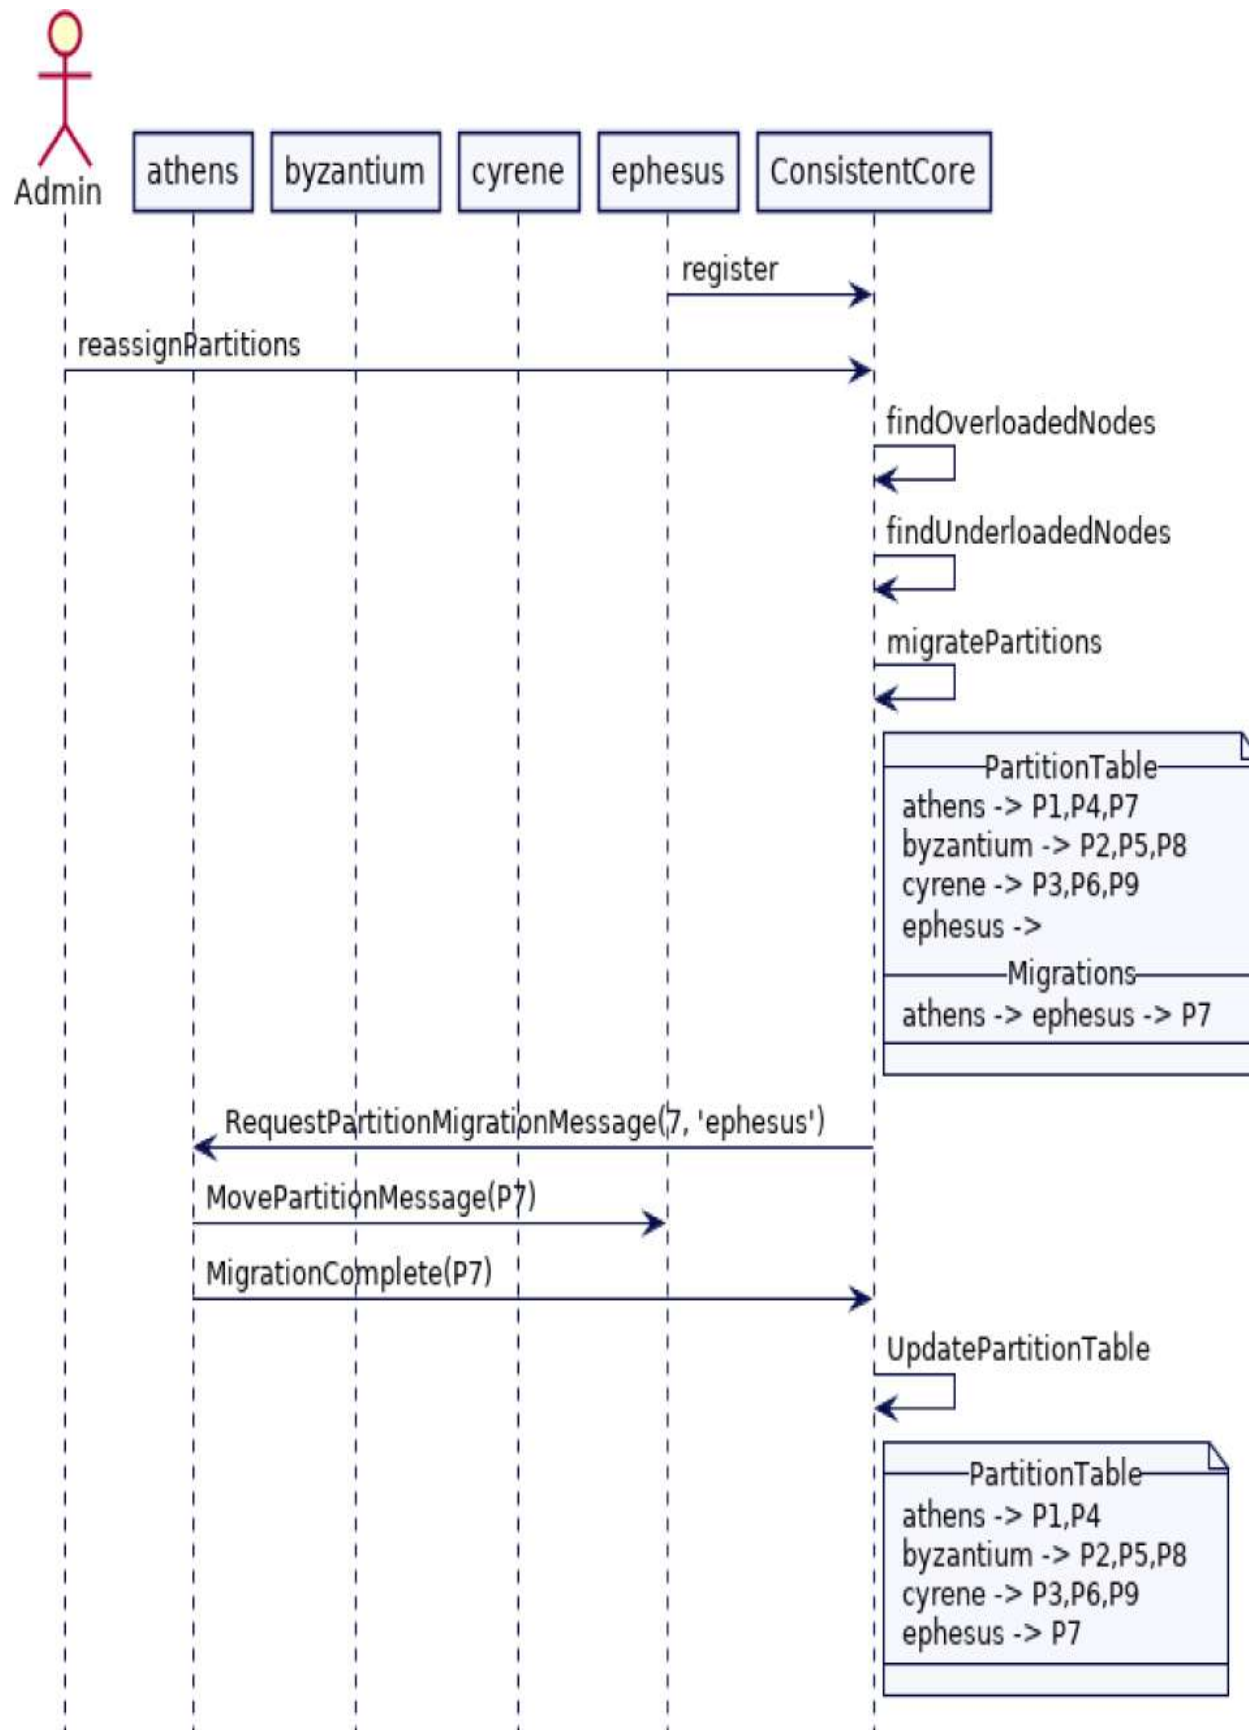 Admin
athens
byzantium
cyrene
ephesus
ConsistentCore
register
reassignPartitions
findOverloadedNodes
findUnderloadedNodes
migratePartitions
PartitionTable
athens -> P1,P4,P7
byzantium -> P2,P5,P8
cyrene -> P3,P6,P9
ephesus ->
Migrations
athens -> ephesus -> P7
RequestPartitionMigrationMessage(7, 'ephesus')
MovePartitionMessage(P7)
MigrationComplete(P7)
UpdatePartitionTable
PartitionTable
athens -> P1,P4
byzantium -> P2,P5,P8
cyrene -> P3,P6,P9
ephesus -> P7